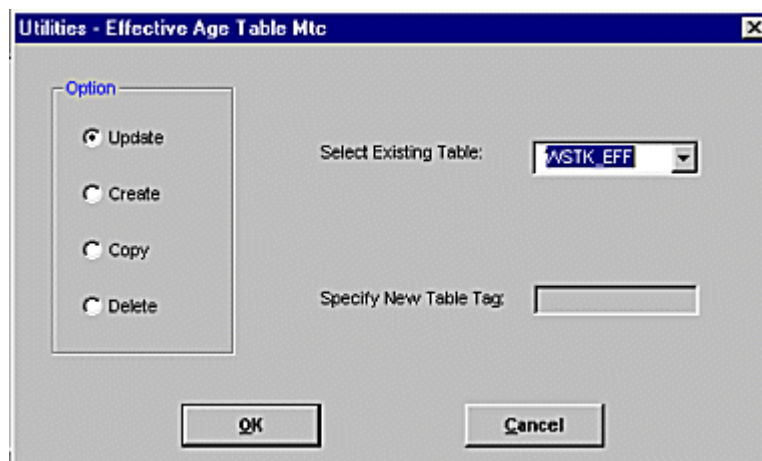 Utilities - Effective Age Table Mtc
Option
Update
Select Existing Table:
WSTK_EFF
Create
Copy
Delete
Specify New Table Tag:
OK
Cancel